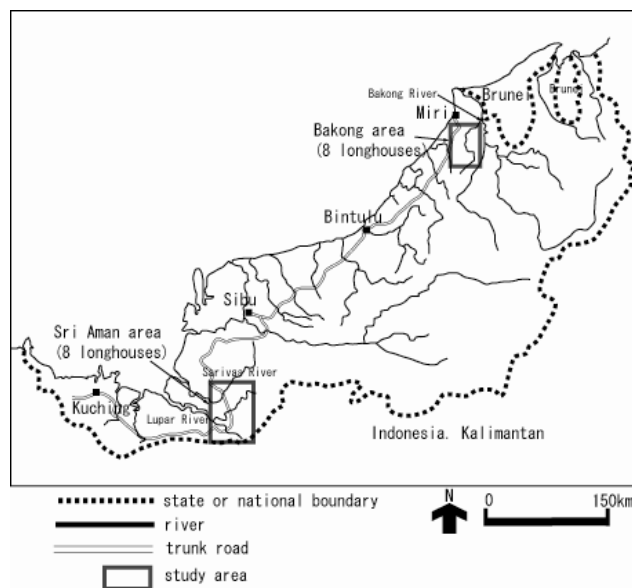 Bakong River
Brunei
Brunei
Miri
Bakong area
(8 longhouses)
Bintulu
Sibu
Sri Aman area
(8 longhouses)
Sarivas River
Kuching
Lupar River
Indonesia. Kalimantan
state or national boundary
N
0
150km
river
trunk road
study area